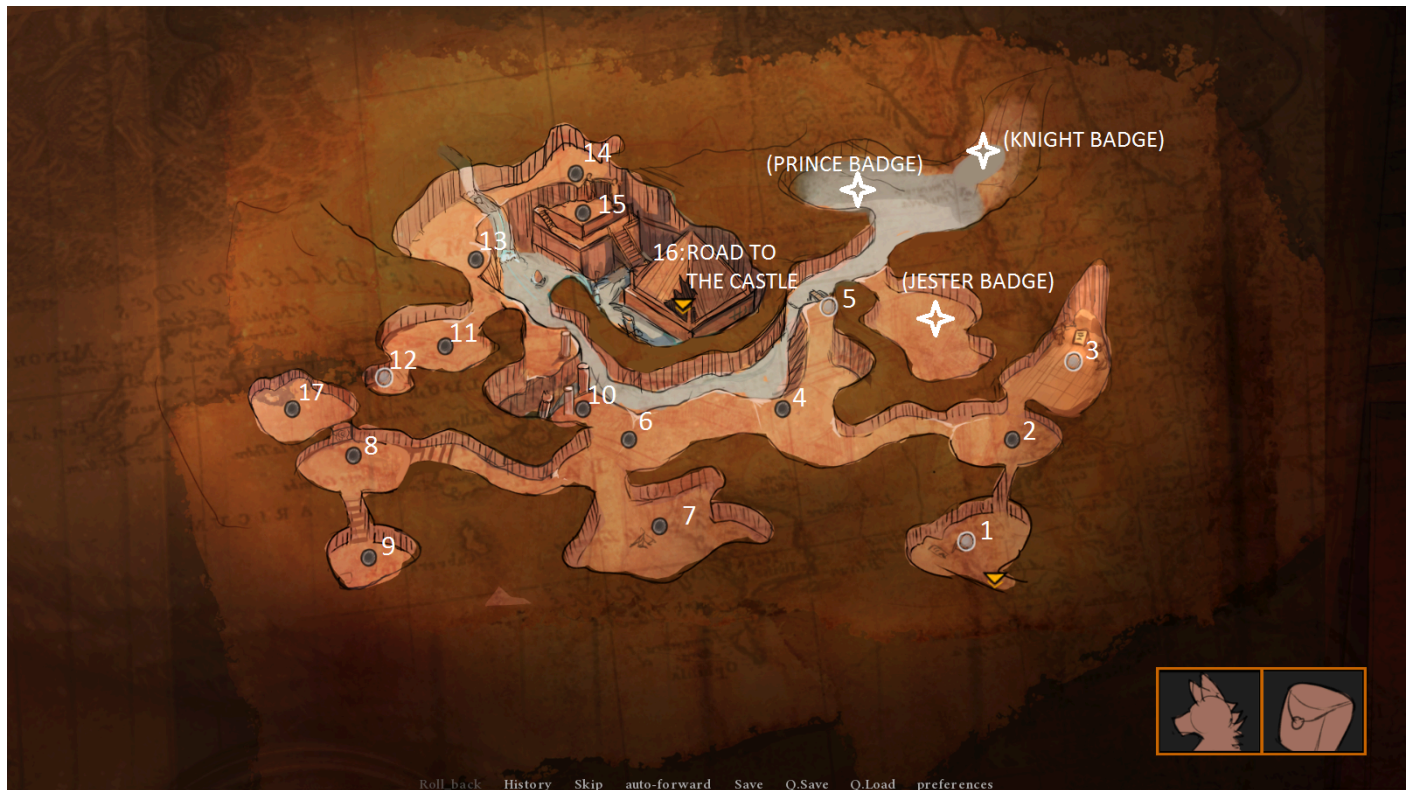 (KNIGHT BADGE)
(PRINCE BADGE)
14
15
13
16:ROAD TO
THE CASTLE
(JESTER BADGE)
5
11
12
3
17
10
4
6
2
8
7
1
9
Roll_back History Skip auto-forward Save Q.Save Q.Load preferences